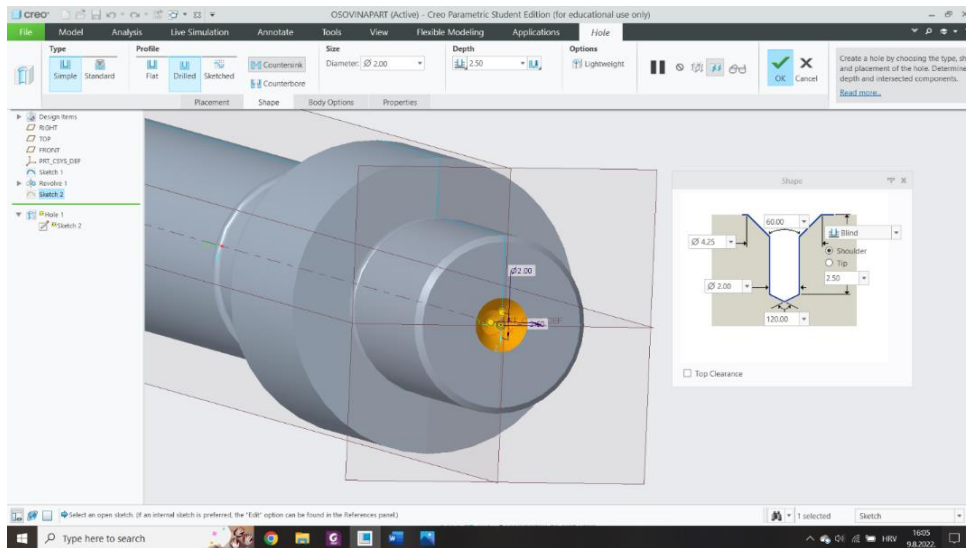 creo
OSOVINAPART (Active) - Creo Parametric Student Edition (for educational use only)
File Model Analysis Live Simulation Annotate Tools View Flexible Modeling Applications Hole
Type Profile Size Depth Options
Simple Standard Flat Drilled Sketched Countersink Counterbore
Diameter: Ø 2.00 2.50 Lightweight
OK Cancel
Create a hole by choosing the type, sh
and placement of the hole. Determine
depth and intersected components.
Read more...
Placement Shape Body Options Properties
Design Items
RIGHT
TOP
FRONT
PRT_CSYS_DEF
Sketch 1
Revolve 1
Sketch 2
Hole 1
Sketch 2
Ø2.00
Shape
60.00
Blind
Ø 4.25
Shoulder
Tip
2.50
Ø 2.00
120.00
Top Clearance
Select an open sketch. (If an internal sketch is preferred, the "Edit" option can be found in the References panel.)
1 selected Sketch
Type here to search
HRV
16:05
9.8.2022.